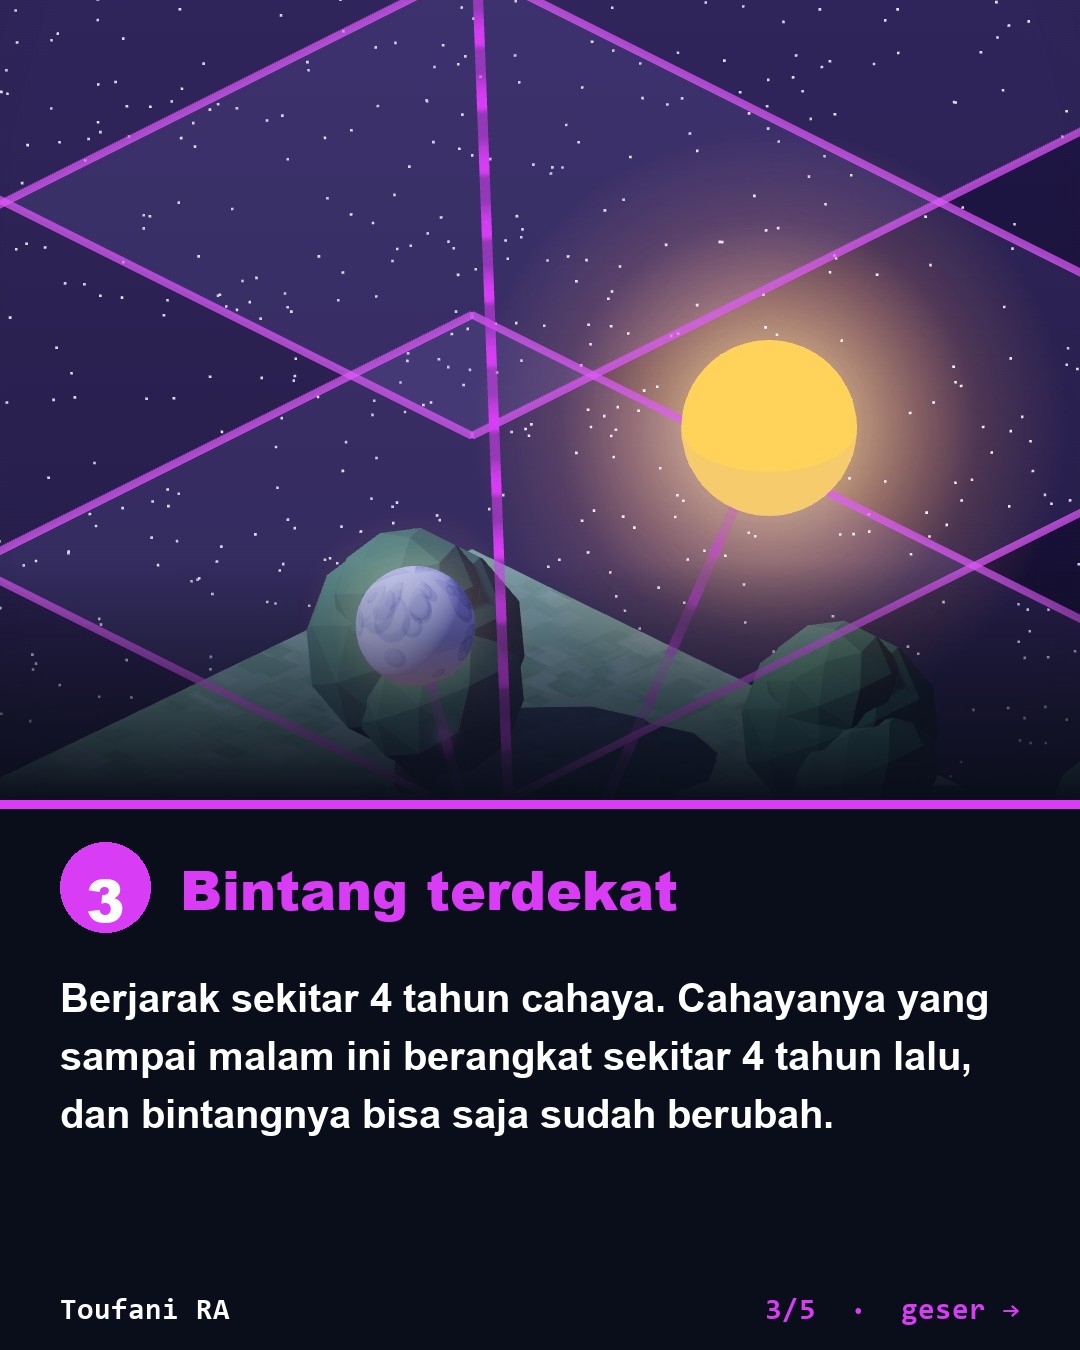 3 Bintang terdekat
Berjarak sekitar 4 tahun cahaya. Cahayanya yang
sampai malam ini berangkat sekitar 4 tahun lalu,
dan bintangnya bisa saja sudah berubah.
Toufani RA 3/5 · geser →